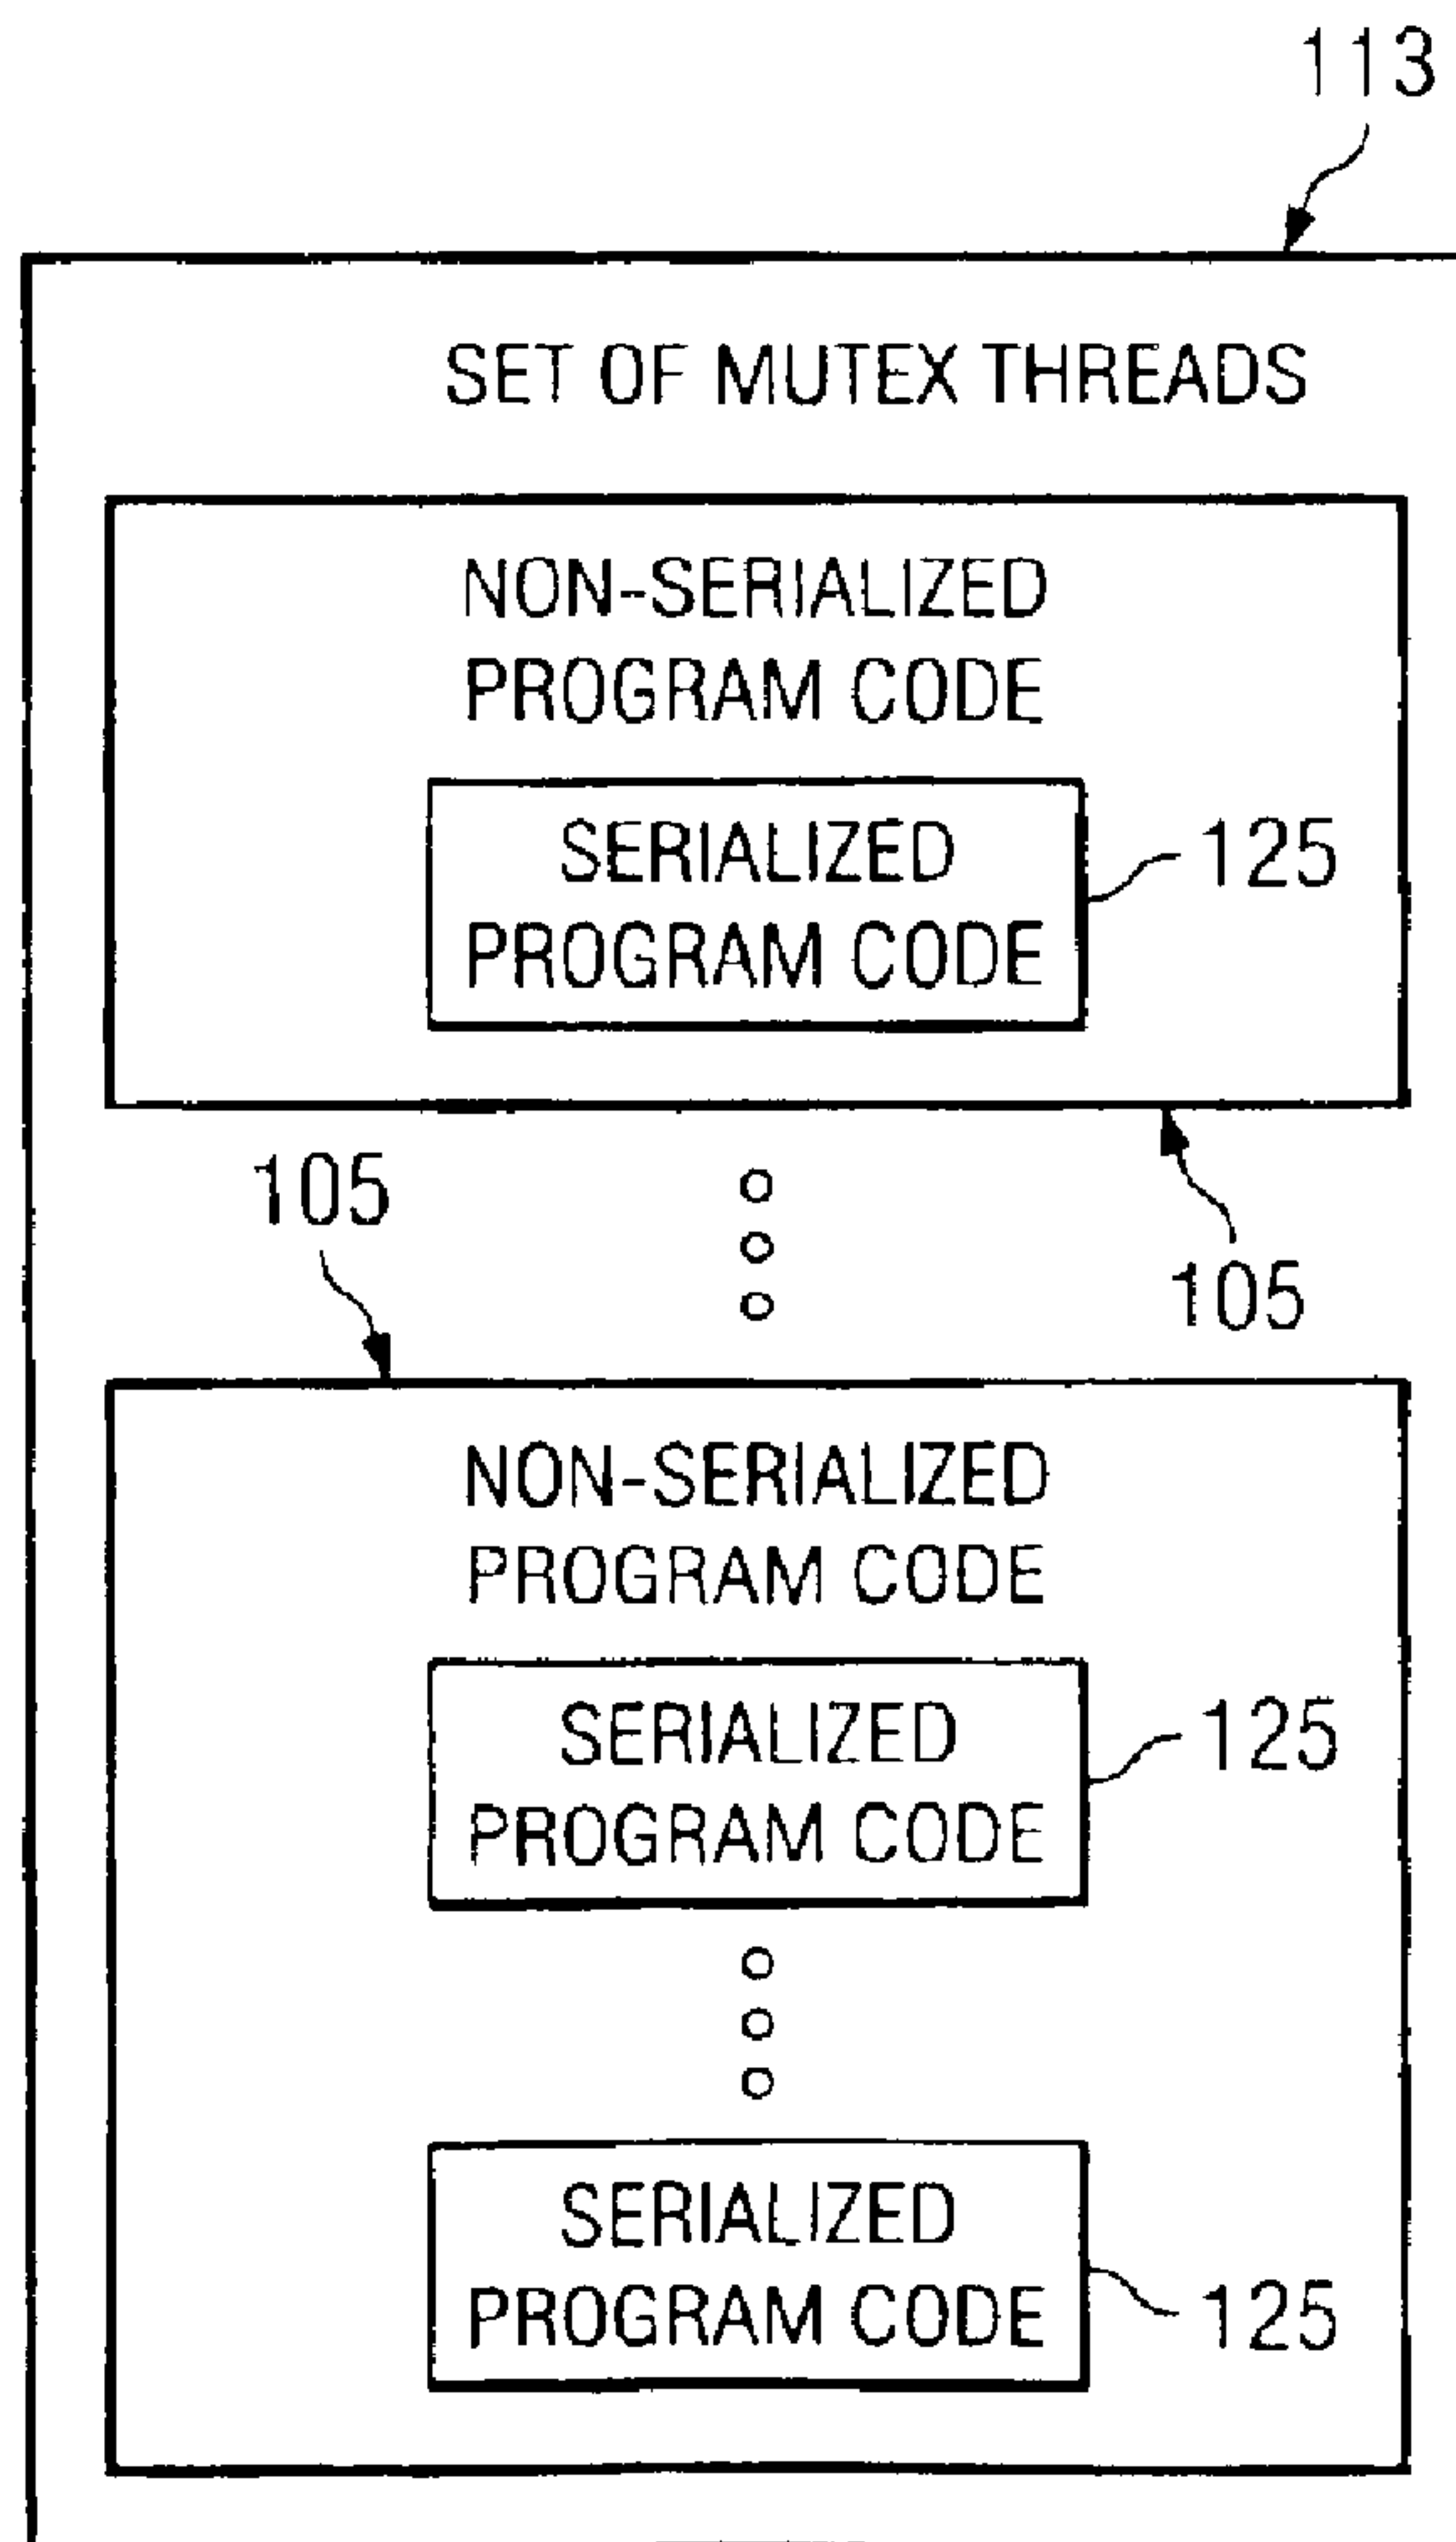 113
SET OF MUTEX THREADS
NON-SERIALIZED
PROGRAM CODE
SERIALIZED
PROGRAM CODE
125
105
105
NON-SERIALIZED
PROGRAM CODE
SERIALIZED
PROGRAM CODE
125
SERIALIZED
PROGRAM CODE
125